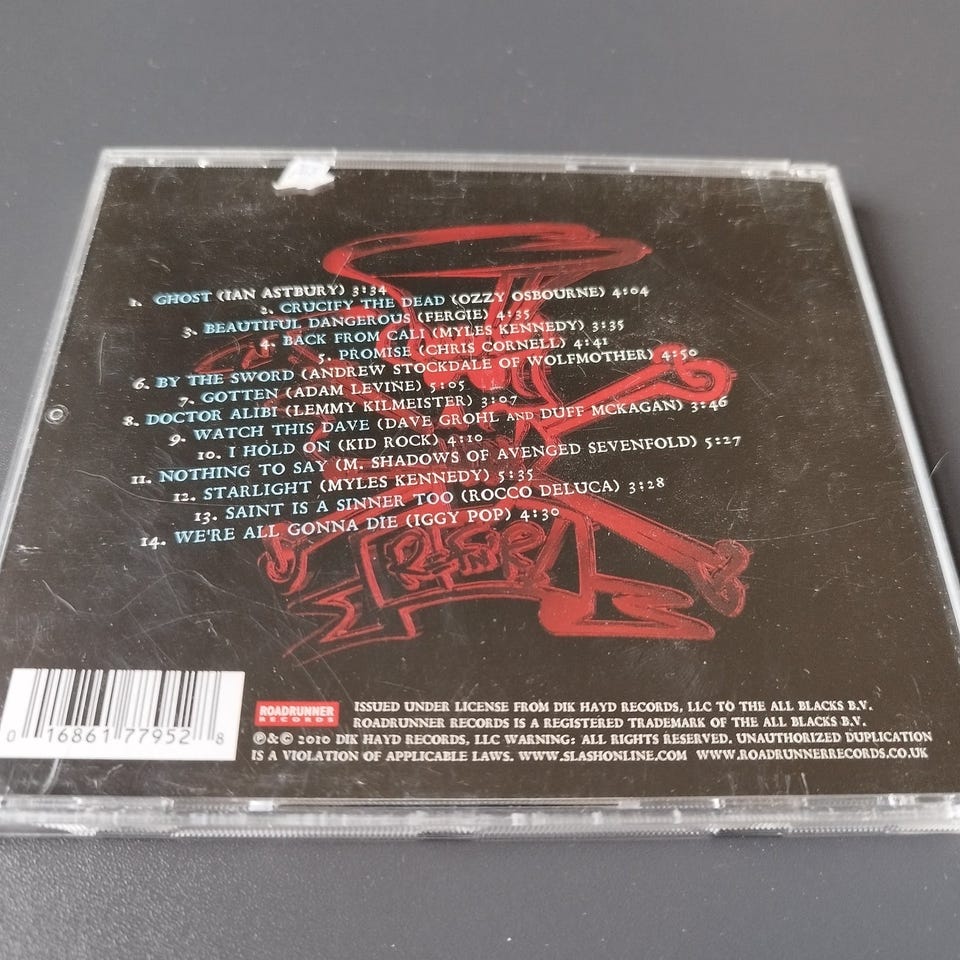 1. GHOST (IAN ASTBURY) 3:34
2. CRUCIFY THE DEAD (OZZY OSBOURNE) 4:04
3. BEAUTIFUL DANGEROUS (FERGIE) 4:35
4. BACK FROM CALI (MYLES KENNEDY) 3:35
5. PROMISE (CHRIS CORNELL) 4:41
6. BY THE SWORD (ANDREW STOCKDALE OF WOLFMOTHER) 4:50
7. GOTTEN (ADAM LEVINE) 5:05
8. DOCTOR ALIBI (LEMMY KILMEISTER) 3:07
9. WATCH THIS DAVE (DAVE GROHL AND DUFF MCKAGAN) 3:46
10. I HOLD ON (KID ROCK) 4:10
11. NOTHING TO SAY (M. SHADOWS OF AVENGED SEVENFOLD) 5:27
12. STARLIGHT (MYLES KENNEDY) 5:35
13. SAINT IS A SINNER TOO (ROCCO DELUCA) 3:28
14. WE'RE ALL GONNA DIE (IGGY POP) 4:30
0 16861 77952 8
ROADRUNNER
RECORDS
ISSUED UNDER LICENSE FROM DIK HAYD RECORDS, LLC TO THE ALL BLACKS B.V.
ROADRUNNER RECORDS IS A REGISTERED TRADEMARK OF THE ALL BLACKS B.V.
℗&© 2010 DIK HAYD RECORDS, LLC WARNING: ALL RIGHTS RESERVED, UNAUTHORIZED DUPLICATION
IS A VIOLATION OF APPLICABLE LAWS. WWW.SLASHONLINE.COM WWW.ROADRUNNERRECORDS.CO.UK